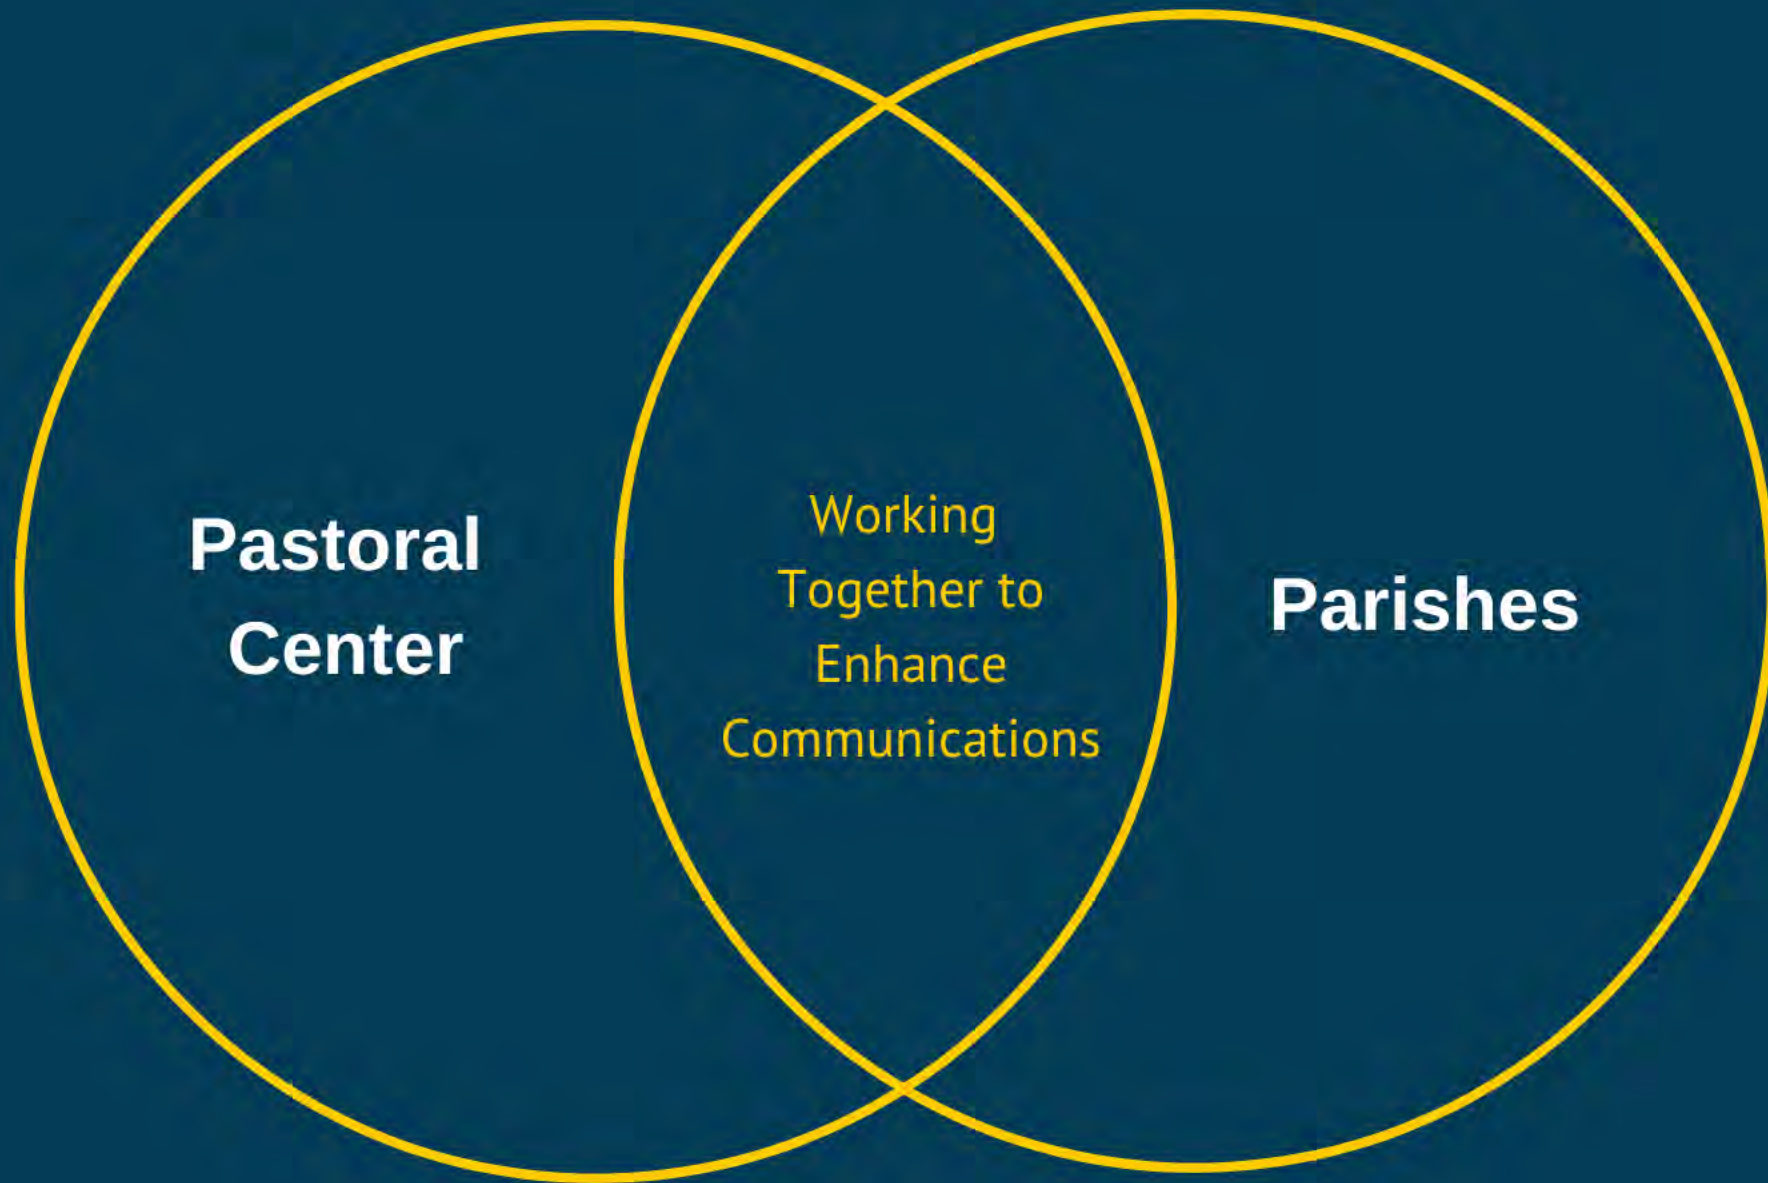 Pastoral
Center
Working
Together to
Enhance
Communications
Parishes